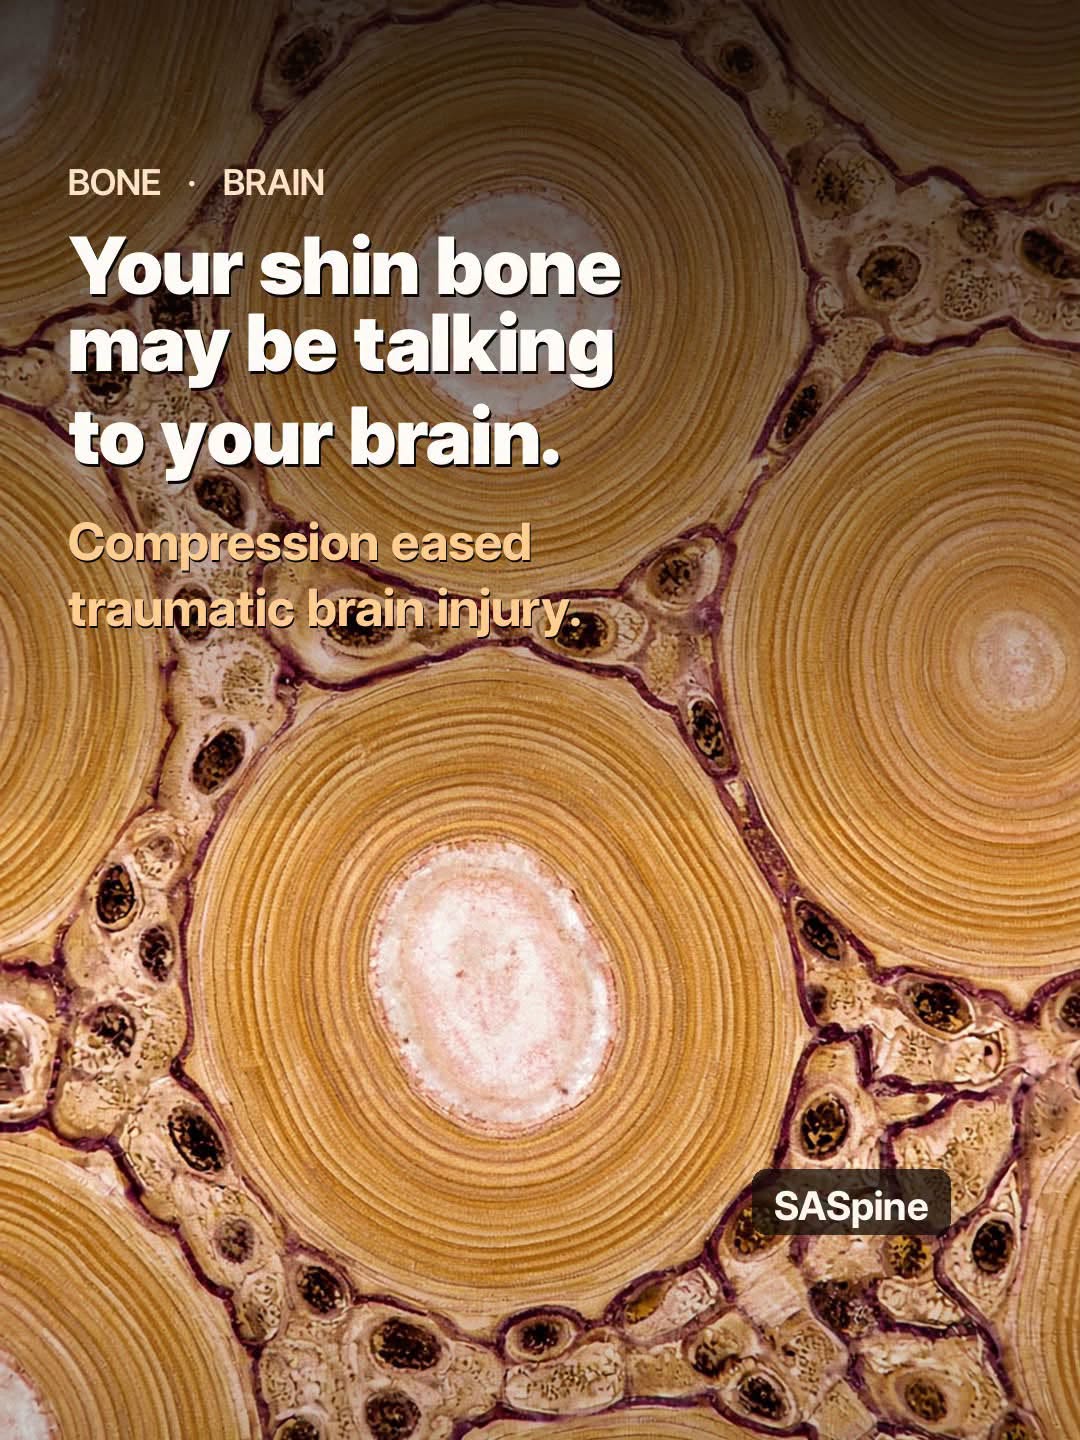 BONE · BRAIN
Your shin bone
may be talking
to your brain.
Compression eased
traumatic brain injury.
SASpine